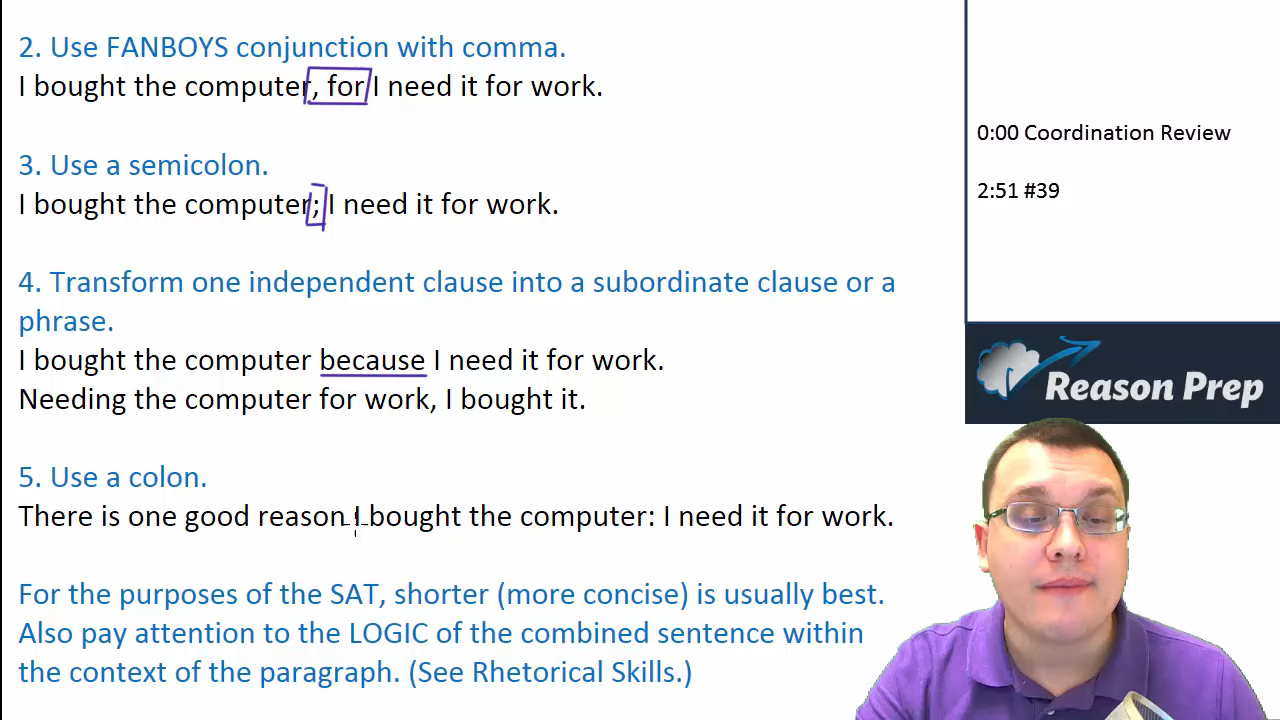 2. Use FANBOYS conjunction with comma.
I bought the computer, for I need it for work.
3. Use a semicolon.
I bought the computer; I need it for work.
4. Transform one independent clause into a subordinate clause or a
phrase.
I bought the computer because I need it for work.
Needing the computer for work, I bought it.
5. Use a colon.
There is one good reason I bought the computer: I need it for work.
For the purposes of the SAT, shorter (more concise) is usually best.
Also pay attention to the LOGIC of the combined sentence within
the context of the paragraph. (See Rhetorical Skills.)
0:00 Coordination Review
2:51 #39
Reason Prep